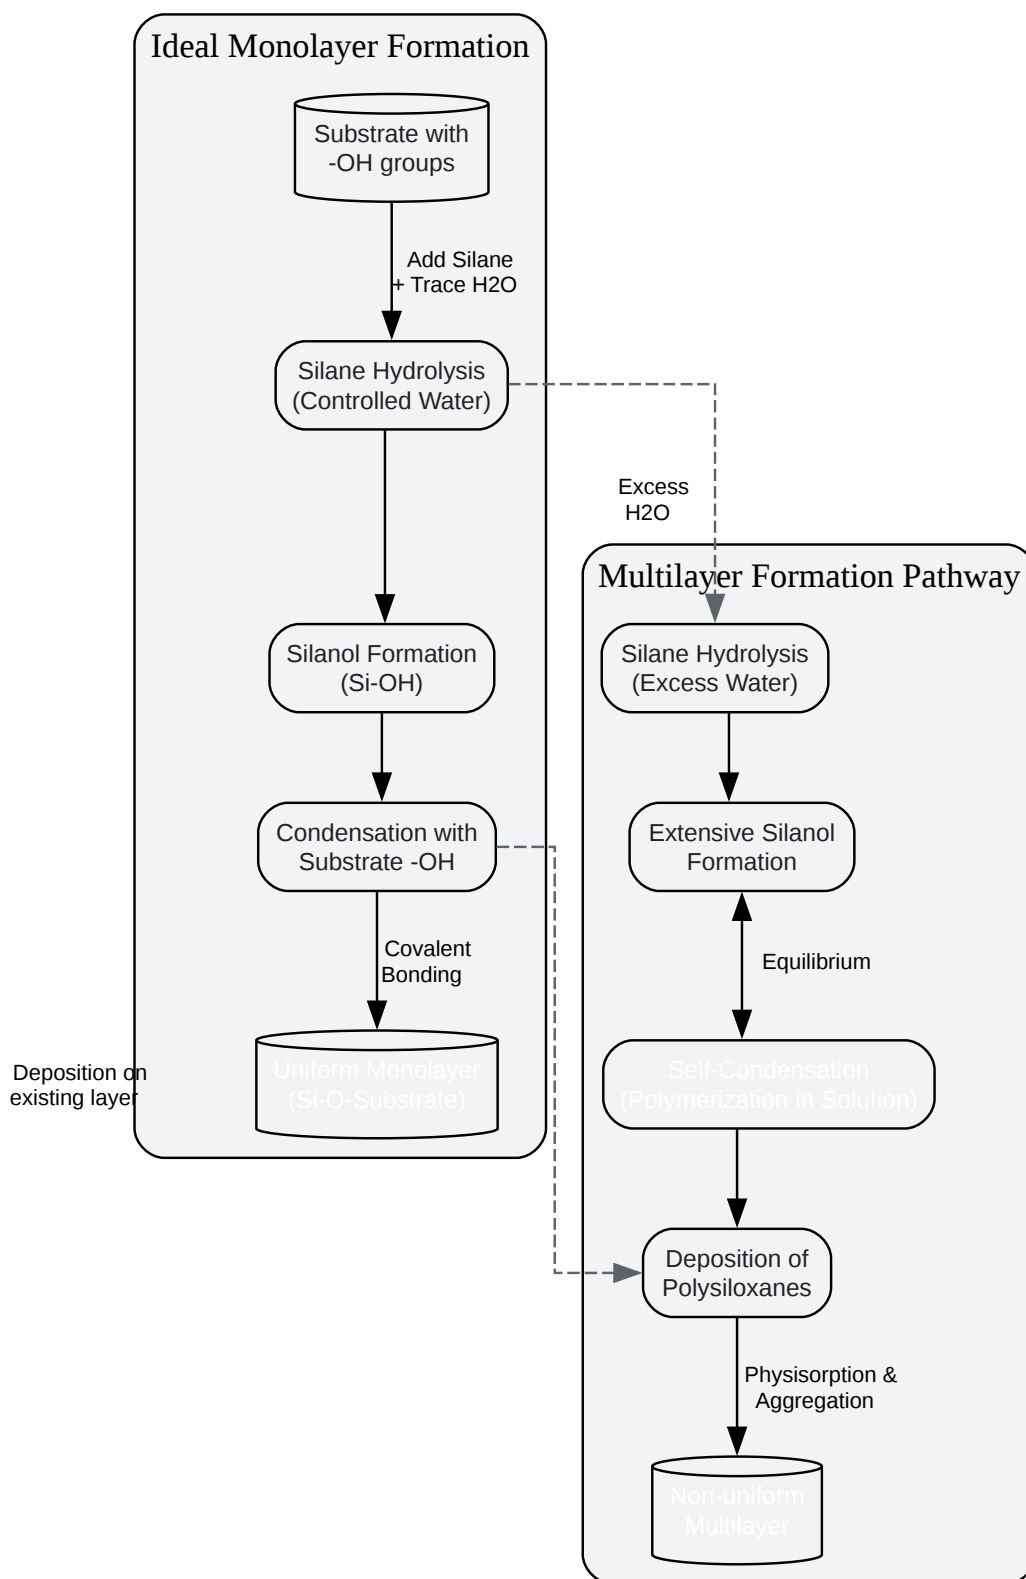 Ideal Monolayer Formation
Substrate with
-OH groups
Add Silane
+ Trace H2O
Silane Hydrolysis
(Controlled Water)
Excess
H2O
Multilayer Formation Pathway
Silanol Formation
(Si-OH)
Silane Hydrolysis
(Excess Water)
Condensation with
Substrate -OH
Extensive Silanol
Formation
Covalent
Bonding
Equilibrium
Deposition on
existing layer
Uniform Monolayer
(Si-O-Substrate)
Self-Condensation
(Polymerization in Solution)
Deposition of
Polysiloxanes
Physisorption &
Aggregation
Non-uniform
Multilayer